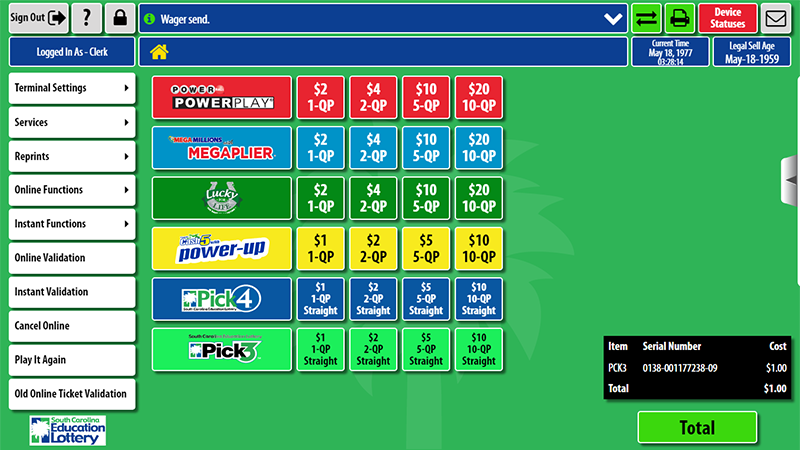 Sign Out
?
Wager send.
Device
Statuses
Logged In As - Clerk
Current Time
May 18, 1977
03:28:14
Legal Sell Age
May-18-1959
Terminal Settings
Services
Reprints
Online Functions
Instant Functions
Online Validation
Instant Validation
Cancel Online
Play It Again
Old Online Ticket Validation
South Carolina
Education
Lottery
POWER
POWERPLAY
$2
1-QP
$4
2-QP
$10
5-QP
$20
10-QP
MEGA MILLIONS
MEGAPLIER
$2
1-QP
$4
2-QP
$10
5-QP
$20
10-QP
Lucky
LIFE
$2
1-QP
$4
2-QP
$10
5-QP
$20
10-QP
Cash 5 with
power-up
$1
1-QP
$2
2-QP
$5
5-QP
$10
10-QP
Pick 4
South Carolina Education Lottery
$1
1-QP
Straight
$2
2-QP
Straight
$5
5-QP
Straight
$10
10-QP
Straight
Pick 3
$1
1-QP
Straight
$2
2-QP
Straight
$5
5-QP
Straight
$10
10-QP
Straight
Item Serial Number Cost
PCK3 0138-001177238-09 $1.00
Total $1.00
Total